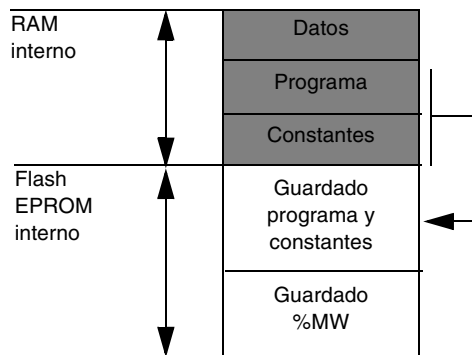 RAM
interno
Datos
Programa
Constantes
Flash
EPROM
interno
Guardado
programa y
constantes
Guardado
%MW